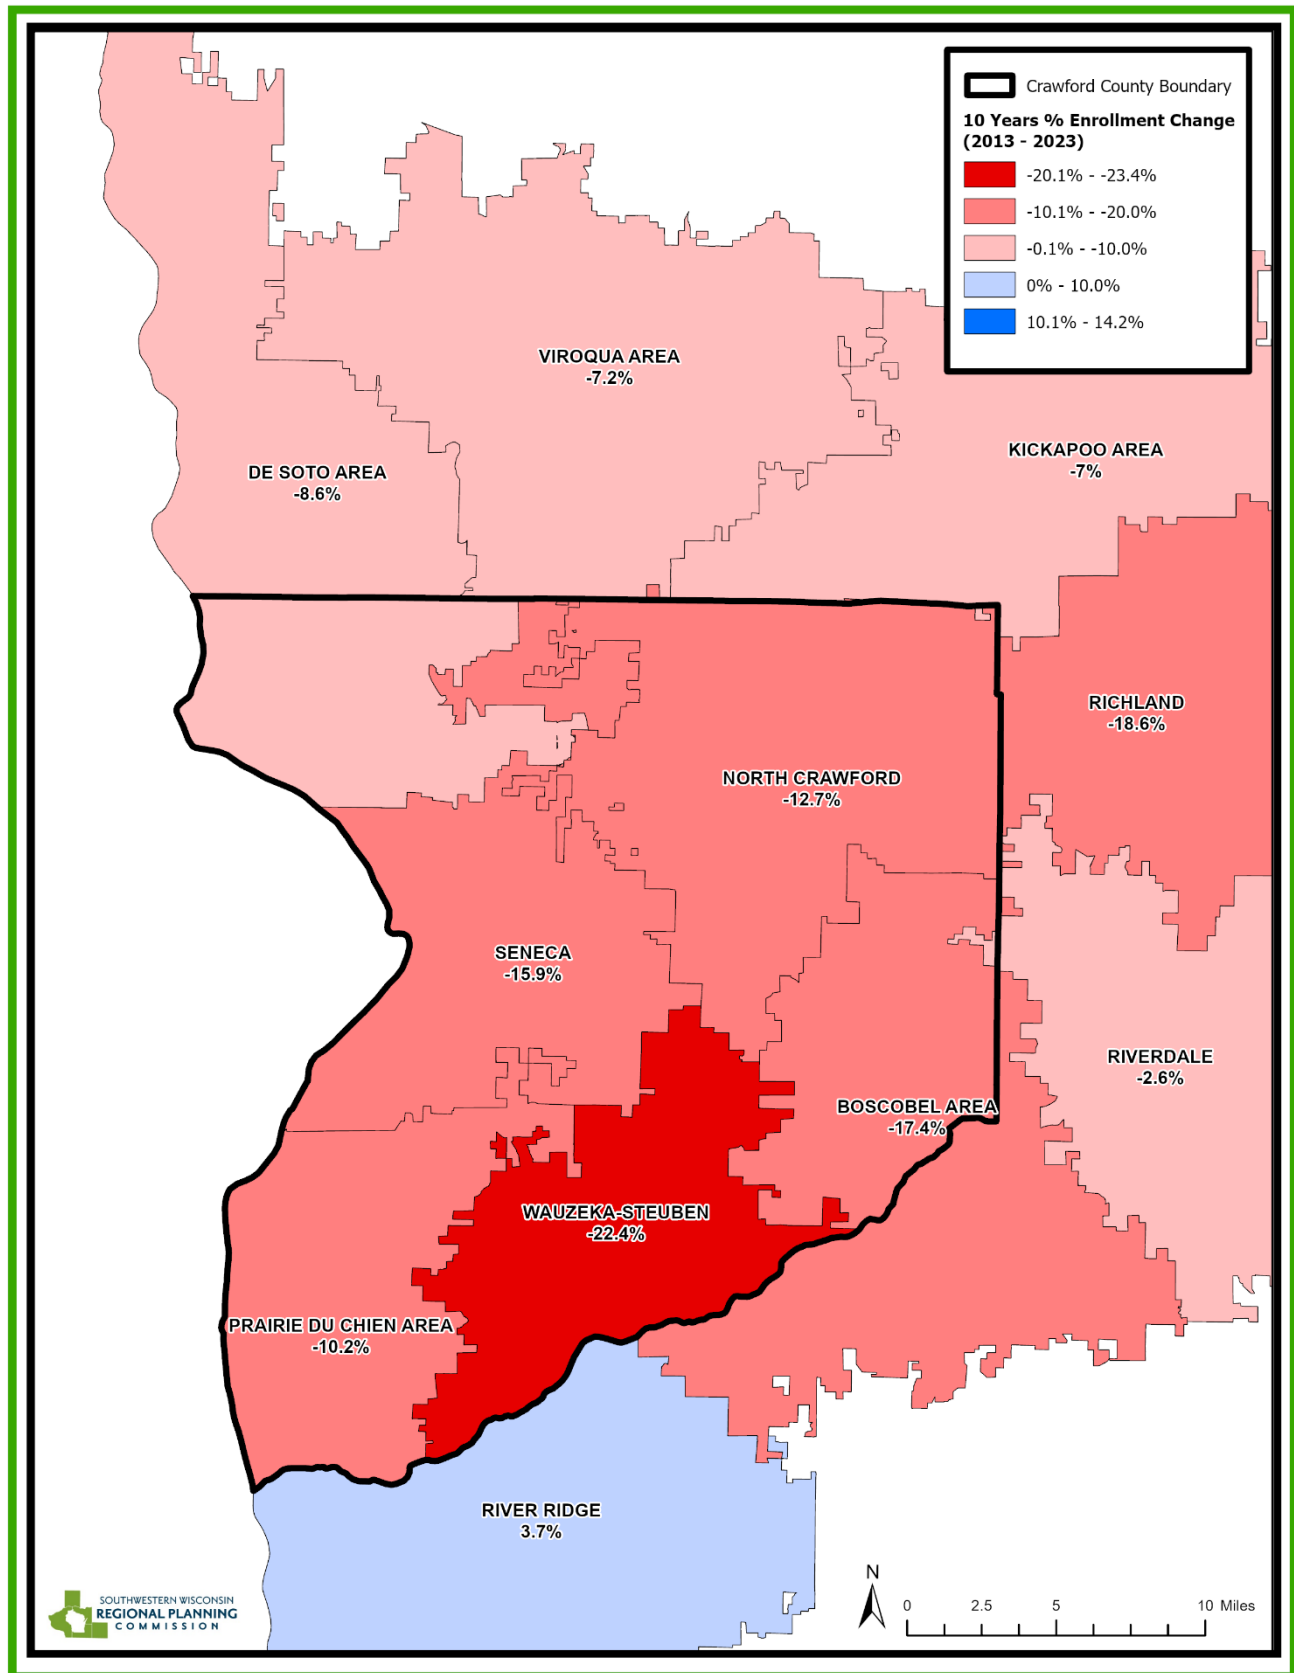 Crawford County Boundary
10 Years % Enrollment Change
(2013 - 2023)
-20.1% - -23.4%
-10.1% - -20.0%
-0.1% - -10.0%
0% - 10.0%
10.1% - 14.2%
VIROQUA AREA
-7.2%
KICKAPOO AREA
-7%
DE SOTO AREA
-8.6%
RICHLAND
-18.6%
NORTH CRAWFORD
-12.7%
SENECA
-15.9%
RIVERDALE
-2.6%
BOSCOBEL AREA
-17.4%
WAUZEKA-STEUBEN
-22.4%
PRAIRIE DU CHIEN AREA
-10.2%
RIVER RIDGE
3.7%
SOUTHWESTERN WISCONSIN
REGIONAL PLANNING
COMMISSION
N
0 2.5 5 10 Miles